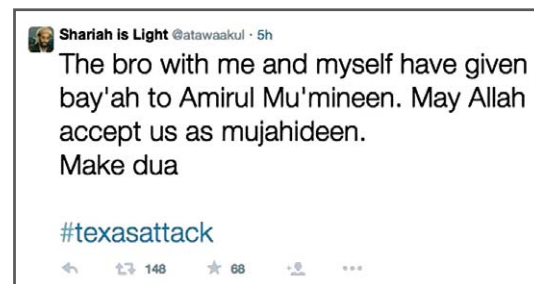 Shariah is Light @atawaakul · 5h
The bro with me and myself have given
bay'ah to Amirul Mu'mineen. May Allah
accept us as mujahideen.
Make dua
#texasattack
148 68